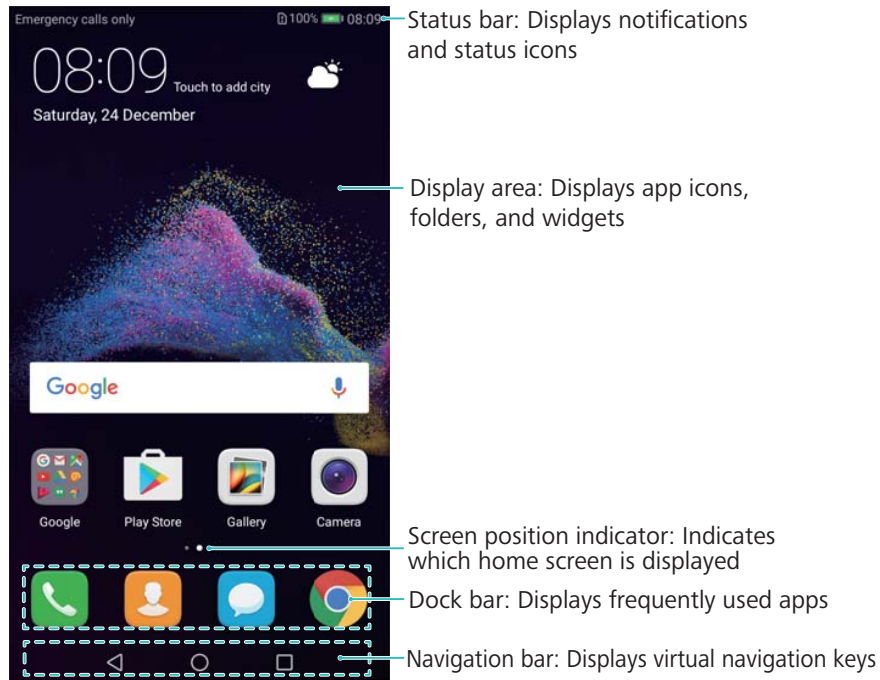 Emergency calls only 100% 08:09
Status bar: Displays notifications
and status icons
08:09 Touch to add city
Saturday, 24 December
Display area: Displays app icons,
folders, and widgets
Google
Google Play Store Gallery Camera
Screen position indicator: Indicates
which home screen is displayed
Dock bar: Displays frequently used apps
Navigation bar: Displays virtual navigation keys